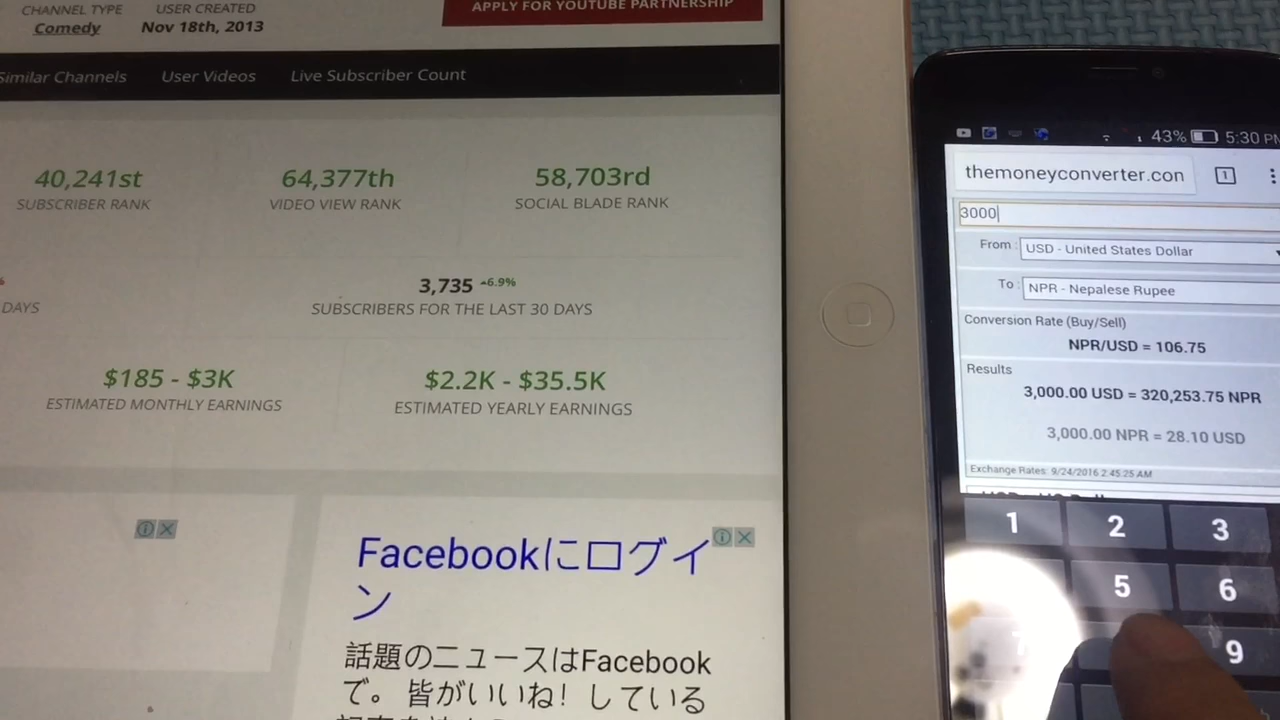 CHANNEL TYPE
USER CREATED
Comedy
Nov 18th, 2013
APPLY FOR YOUTUBE PARTNERSHIP
Similar Channels
User Videos
Live Subscriber Count
40,241st
SUBSCRIBER RANK
64,377th
VIDEO VIEW RANK
58,703rd
SOCIAL BLADE RANK
DAYS
3,735 6.9%
SUBSCRIBERS FOR THE LAST 30 DAYS
$185 - $3K
ESTIMATED MONTHLY EARNINGS
$2.2K - $35.5K
ESTIMATED YEARLY EARNINGS
Facebookにログイ
ン
話題のニュースはFacebook
で。 皆がいいね! している
43%
5:30 PM
themoneyconverter.con
1
3000
From :
USD - United States Dollar
To :
NPR - Nepalese Rupee
Conversion Rate (Buy/Sell)
NPR/USD = 106.75
Results
3,000.00 USD = 320,253.75 NPR
3,000.00 NPR = 28.10 USD
Exchange Rates: 9/24/2016 2:45:25 AM
1
2
3
5
6
9